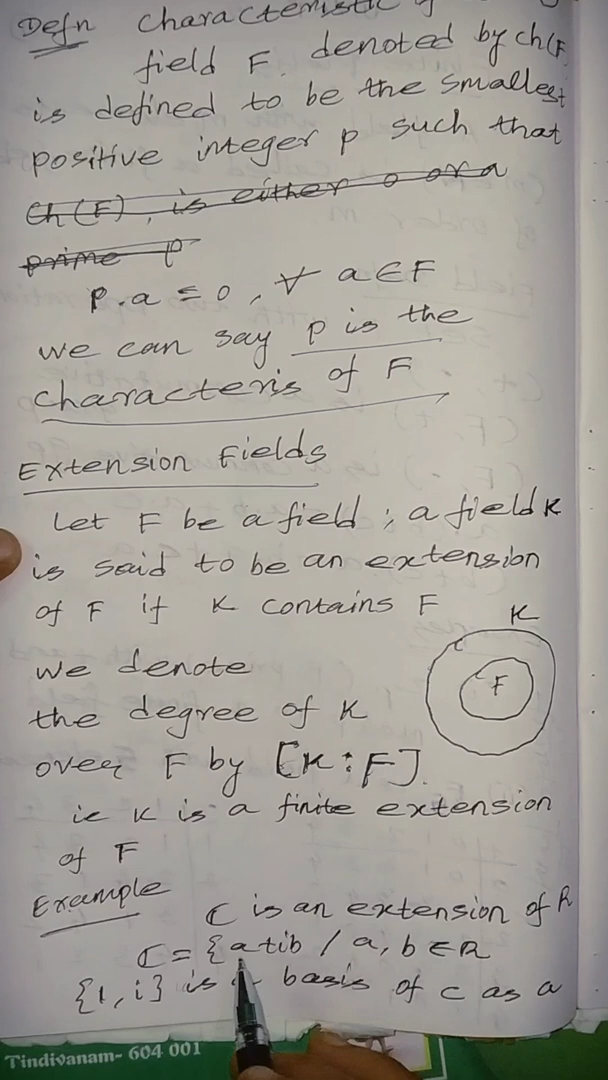 Defn Characteristic of
field F. denoted by ch(F
is defined to be the smallest
positive integer p such that
Ch(F), is either 0 or a
prime p
p.a = 0, ∀ a ∈ F
we can say p is the
characteris of F
Extension Fields
Let F be a field; a field K
is said to be an extension
of F if K contains F
K
F
we denote
the degree of K
over F by [K:F].
ie K is a finite extension
of F
Example
C is an extension of R
C = {a+ib / a, b ∈ R
{1, i} is basis of C as a
Tindivanam- 604 001